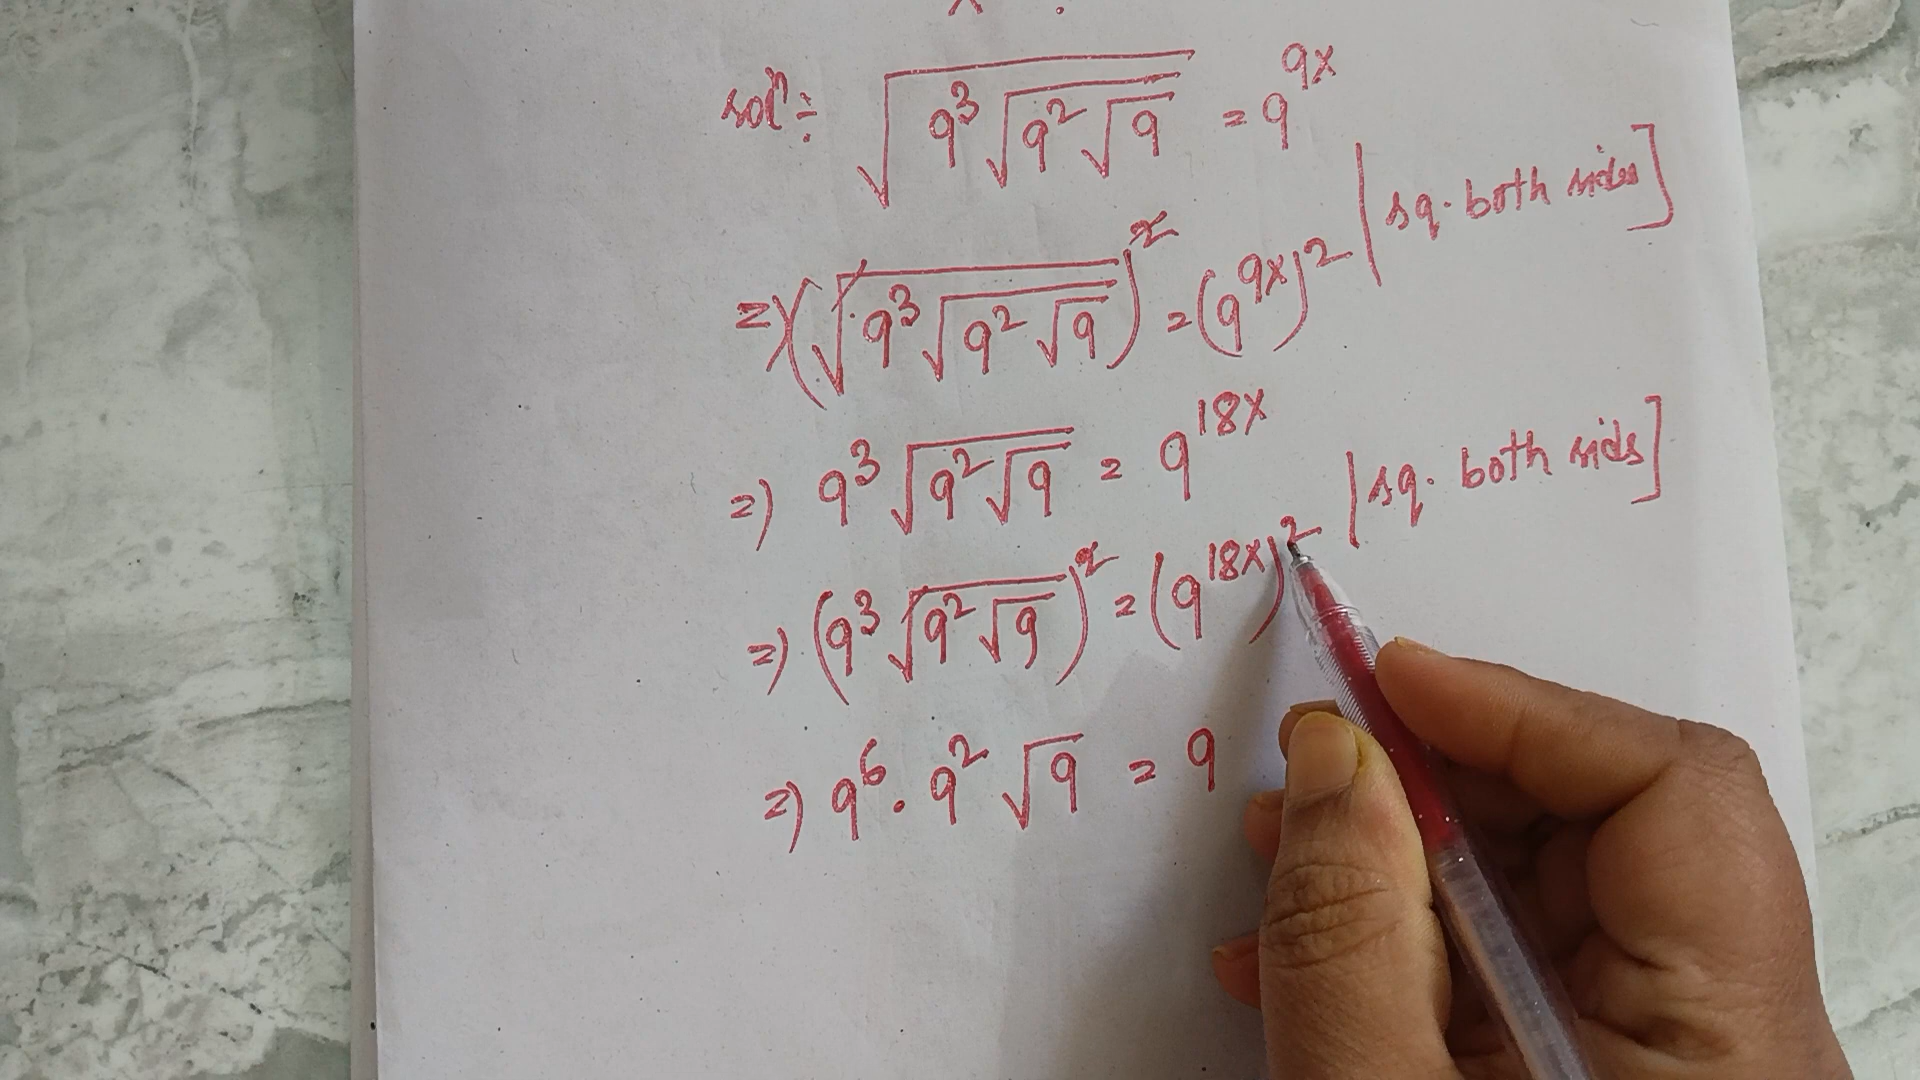 solⁿ÷ √(9³√(9²√9)) = 9^(9x)
=) (√(9³√(9²√9)))² = (9^(9x))² [sq. both sides]
=) 9³√(9²√9) = 9^(18x)
=) (9³√(9²√9))² = (9^(18x))² [sq. both sids]
=) 9⁶ . 9² √9 = 9